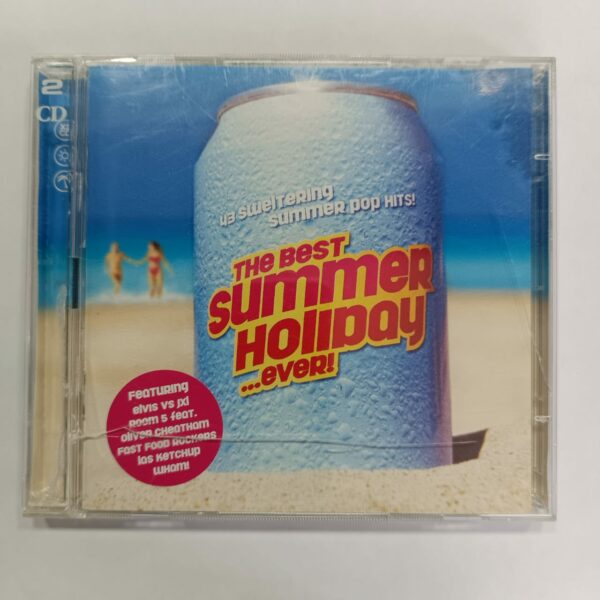 2
CD
43 sweltering
summer pop hits!
The Best
Summer
Holiday
...ever!
Featuring
elvis vs jxl
room 5 feat.
oliver cheatham
fast food rockers
las ketchup
wham!